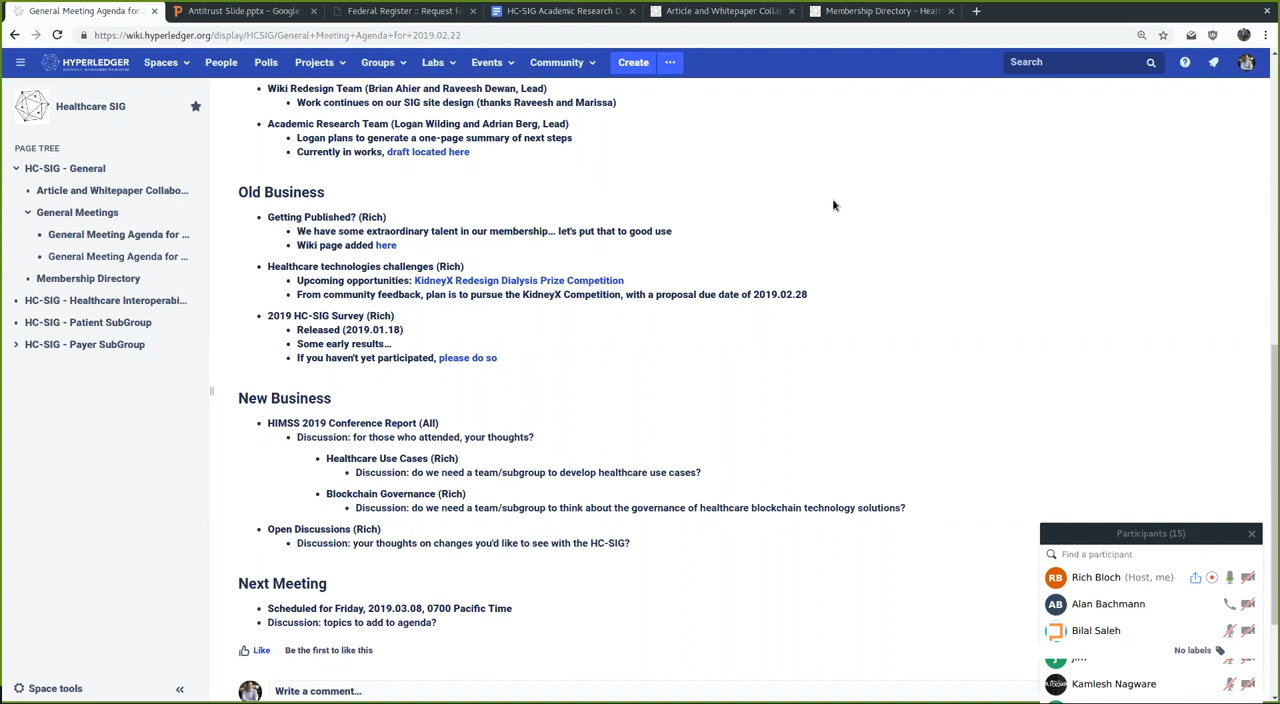 General Meeting Agenda for 2
Antitrust Slide.pptx - Google
Federal Register :: Request fo
HC-SIG Academic Research D
Article and Whitepaper Collab
Membership Directory - Healt
https://wiki.hyperledger.org/display/HCSIG/General+Meeting+Agenda+for+2019.02.22
HYPERLEDGER
Spaces
People
Polls
Projects
Groups
Labs
Events
Community
Create
Search
Healthcare SIG
PAGE TREE
HC-SIG - General
Article and Whitepaper Collabo...
General Meetings
General Meeting Agenda for ...
General Meeting Agenda for ...
Membership Directory
HC-SIG - Healthcare Interoperabi...
HC-SIG - Patient SubGroup
HC-SIG - Payer SubGroup
Space tools
Wiki Redesign Team (Brian Ahier and Raveesh Dewan, Lead)
Work continues on our SIG site design (thanks Raveesh and Marissa)
Academic Research Team (Logan Wilding and Adrian Berg, Lead)
Logan plans to generate a one-page summary of next steps
Currently in works, draft located here
Old Business
Getting Published? (Rich)
We have some extraordinary talent in our membership... let's put that to good use
Wiki page added here
Healthcare technologies challenges (Rich)
Upcoming opportunities: KidneyX Redesign Dialysis Prize Competition
From community feedback, plan is to pursue the KidneyX Competition, with a proposal due date of 2019.02.28
2019 HC-SIG Survey (Rich)
Released (2019.01.18)
Some early results...
If you haven't yet participated, please do so
New Business
HIMSS 2019 Conference Report (All)
Discussion: for those who attended, your thoughts?
Healthcare Use Cases (Rich)
Discussion: do we need a team/subgroup to develop healthcare use cases?
Blockchain Governance (Rich)
Discussion: do we need a team/subgroup to think about the governance of healthcare blockchain technology solutions?
Open Discussions (Rich)
Discussion: your thoughts on changes you'd like to see with the HC-SIG?
Next Meeting
Scheduled for Friday, 2019.03.08, 0700 Pacific Time
Discussion: topics to add to agenda?
Like Be the first to like this
Write a comment...
Participants (15)
Find a participant
RB Rich Bloch (Host, me)
AB Alan Bachmann
Bilal Saleh
No labels
Kamlesh Nagware